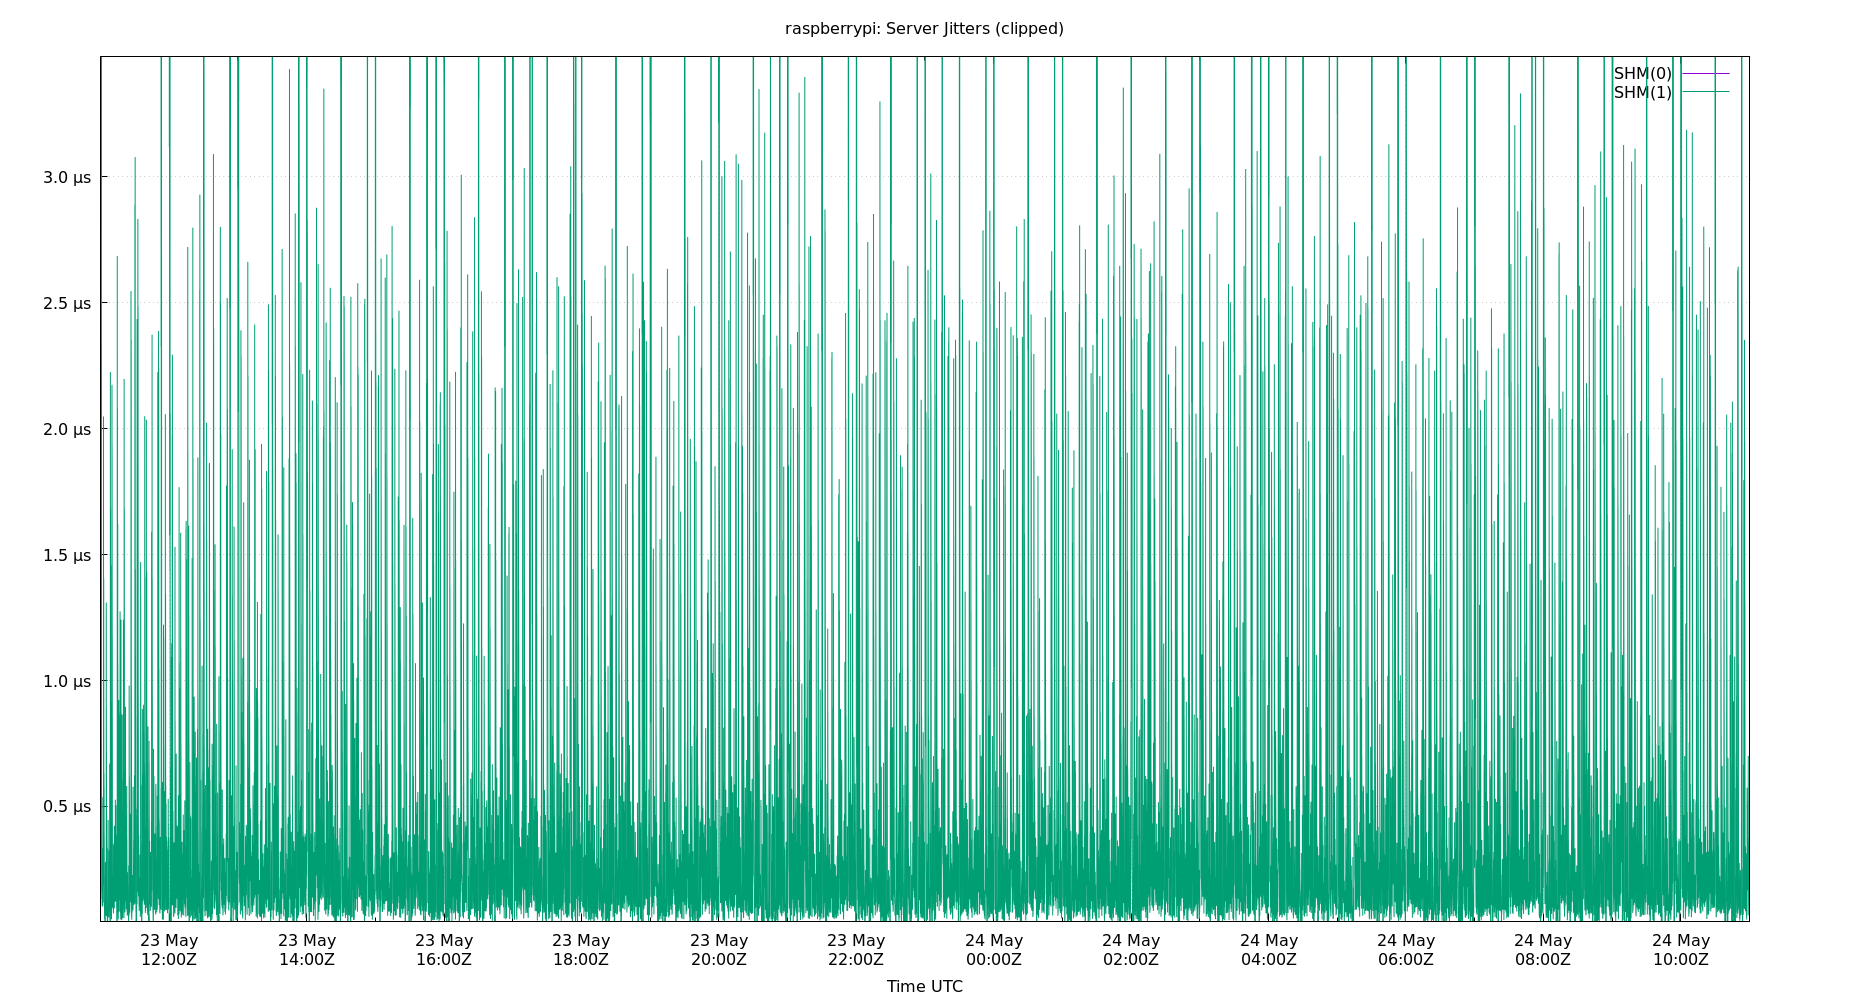 raspberrypi: Server Jitters (clipped)
SHM(0)
SHM(1)
3.0 µs
2.5 µs
2.0 µs
1.5 µs
1.0 µs
0.5 µs
23 May 23 May 23 May 23 May 23 May 23 May 24 May 24 May 24 May 24 May 24 May 24 May
12:00Z 14:00Z 16:00Z 18:00Z 20:00Z 22:00Z 00:00Z 02:00Z 04:00Z 06:00Z 08:00Z 10:00Z
Time UTC